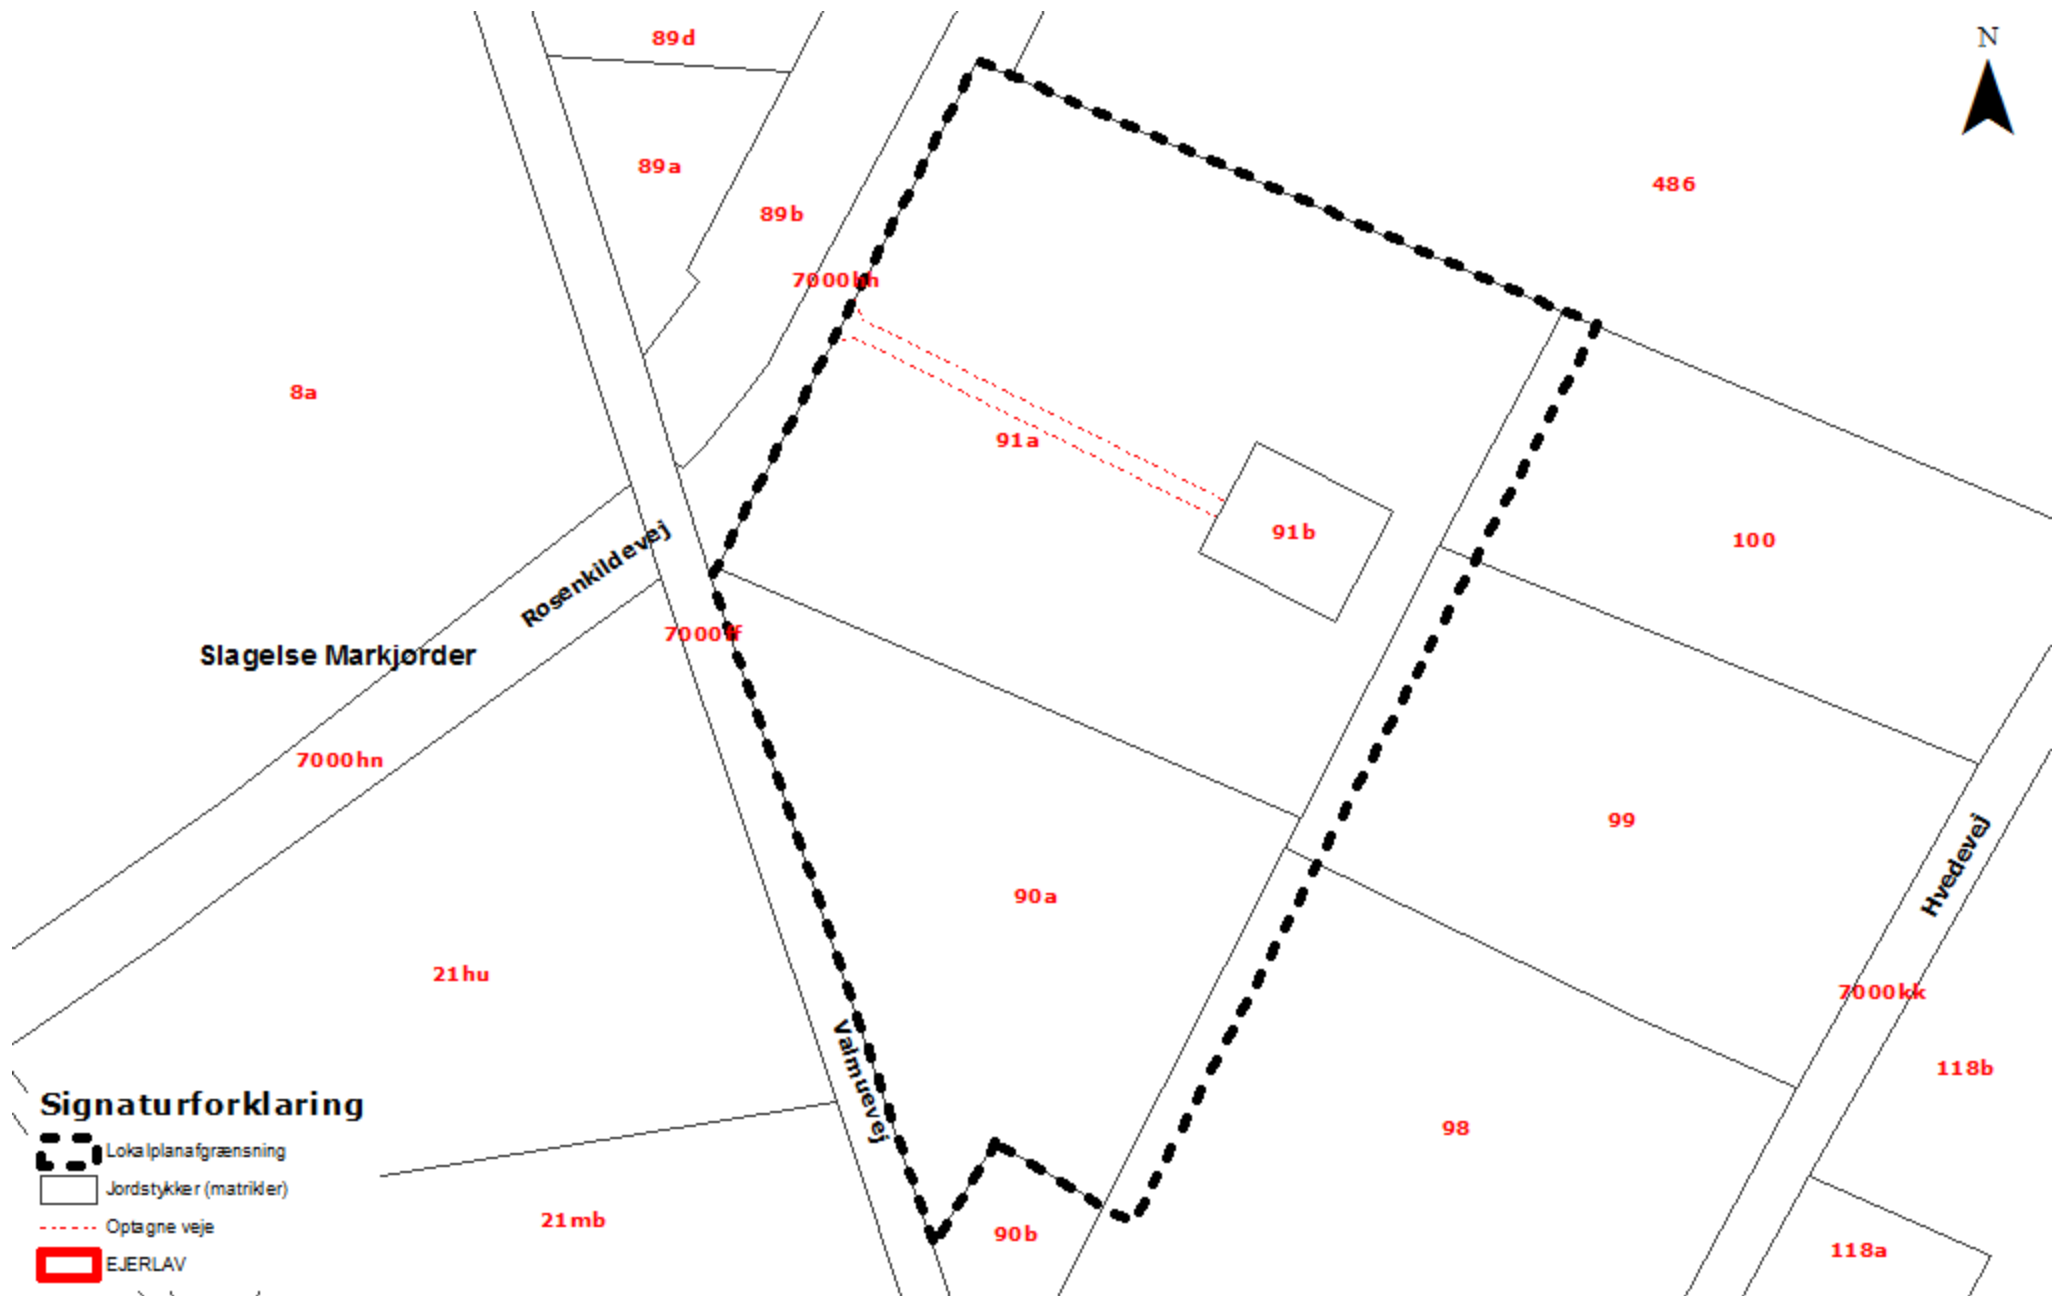 N
89d
89a
486
89b
7000hh
8a
91a
91b
100
Rosenkildevej
7000ff
Slagelse Markjorder
7000hn
99
Hvedevej
90a
21hu
7000kk
Valmuevej
118b
98
21mb
90b
118a
Signaturforklaring
Lokalplanafgrænsning
Jordstykker (matrikler)
Optagne veje
EJERLAV